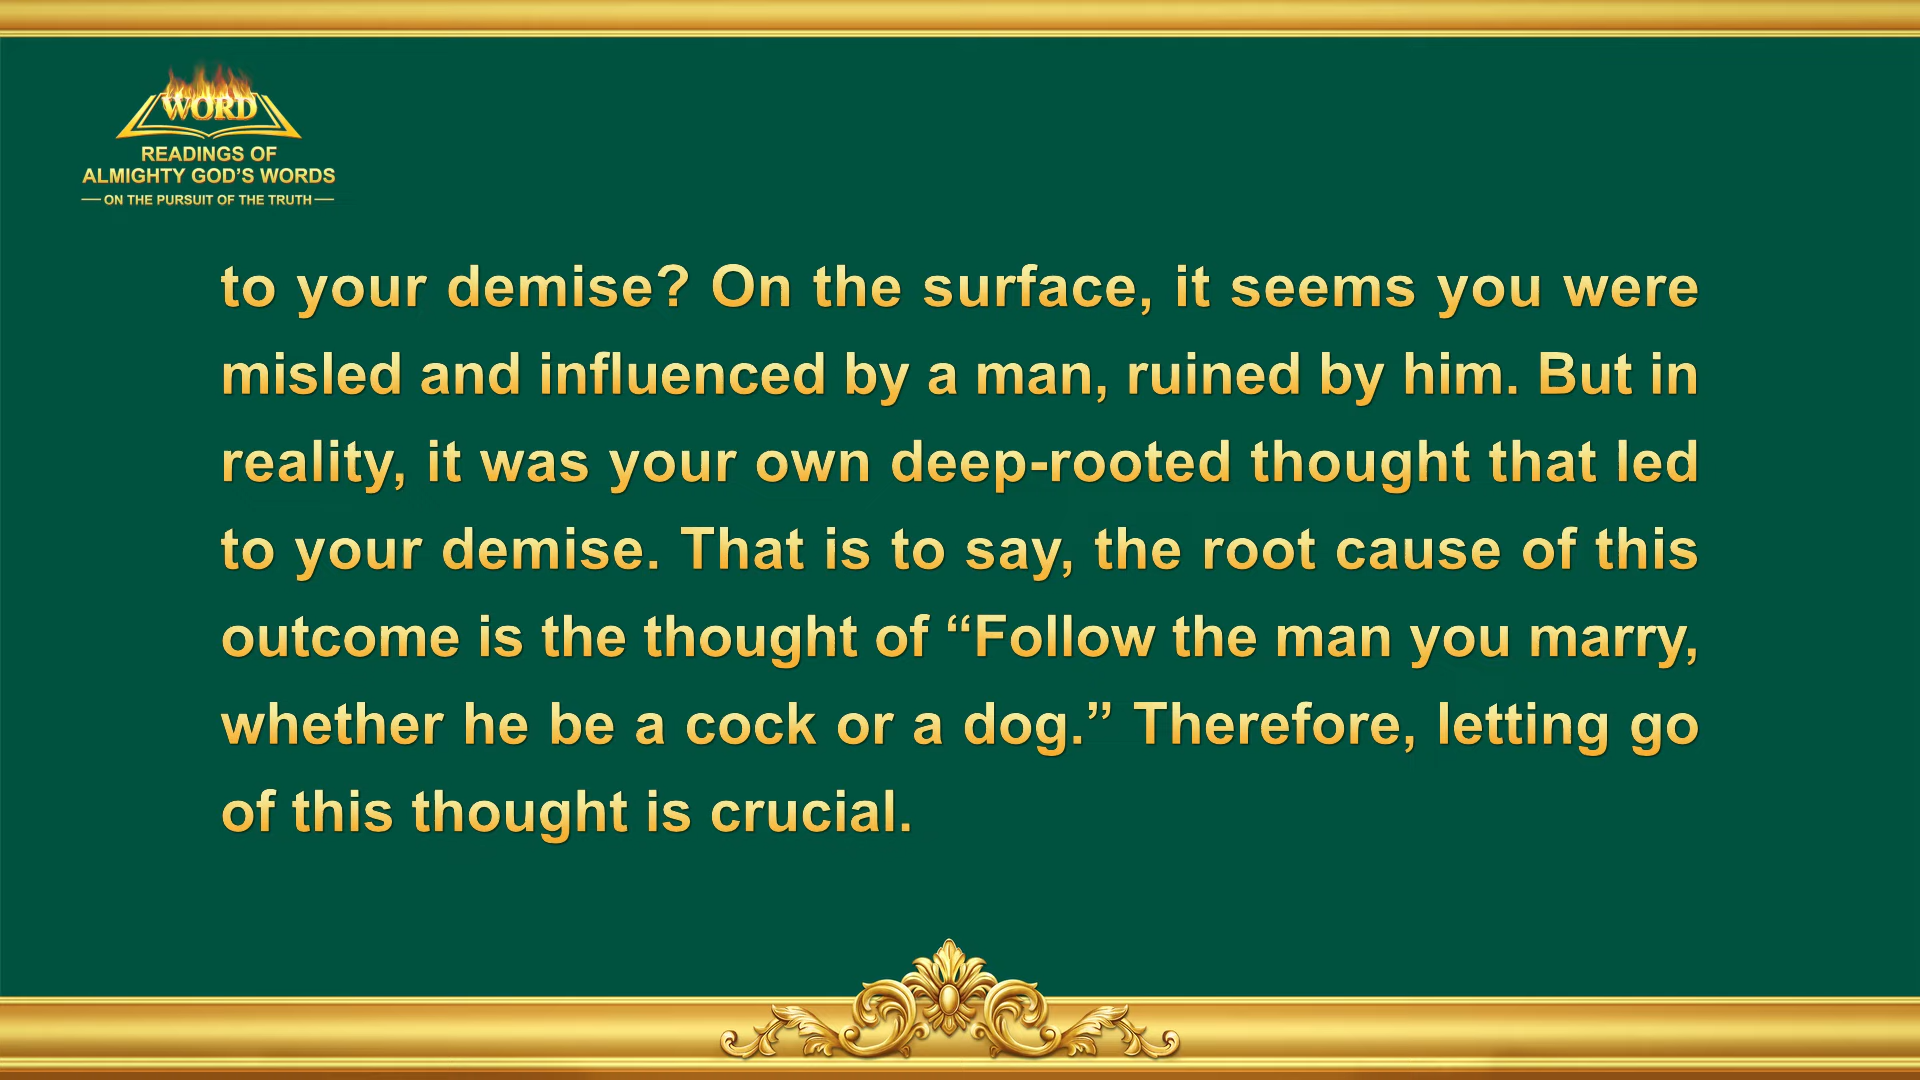 WORD
READINGS OF
ALMIGHTY GOD’S WORDS
— ON THE PURSUIT OF THE TRUTH —
to your demise? On the surface, it seems you were
misled and influenced by a man, ruined by him. But in
reality, it was your own deep-rooted thought that led
to your demise. That is to say, the root cause of this
outcome is the thought of “Follow the man you marry,
whether he be a cock or a dog.” Therefore, letting go
of this thought is crucial.